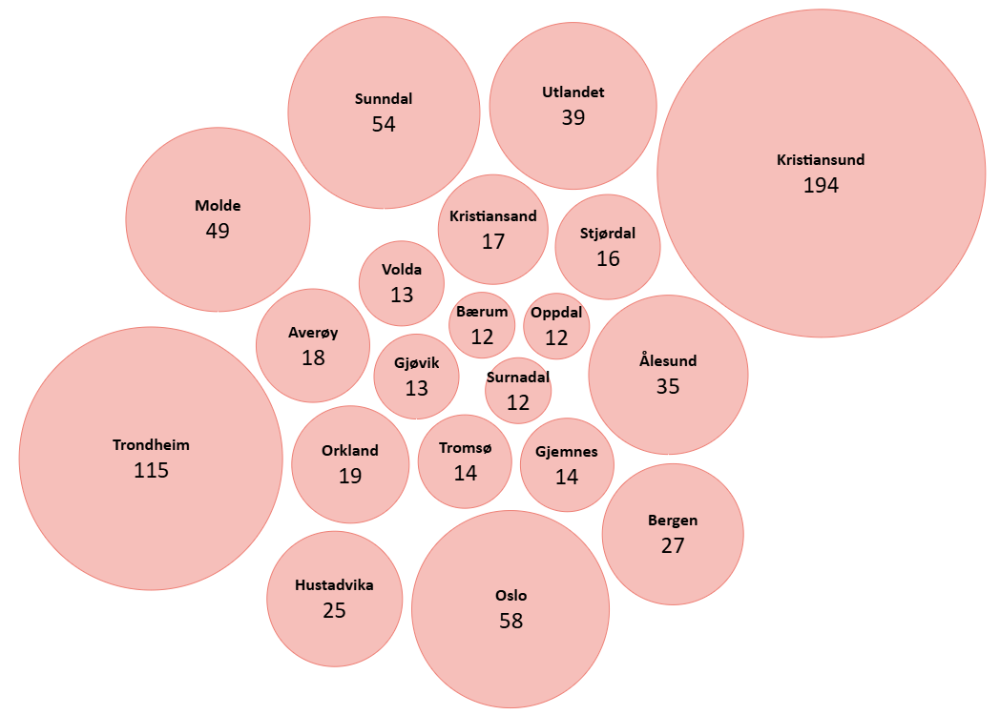 Sunndal
54
Utlandet
39
Kristiansund
194
Molde
49
Kristiansand
17
Stjørdal
16
Volda
13
Bærum
12
Oppdal
12
Averøy
18
Gjøvik
13
Ålesund
35
Surnadal
12
Trondheim
115
Orkland
19
Tromsø
14
Gjemnes
14
Bergen
27
Hustadvika
25
Oslo
58